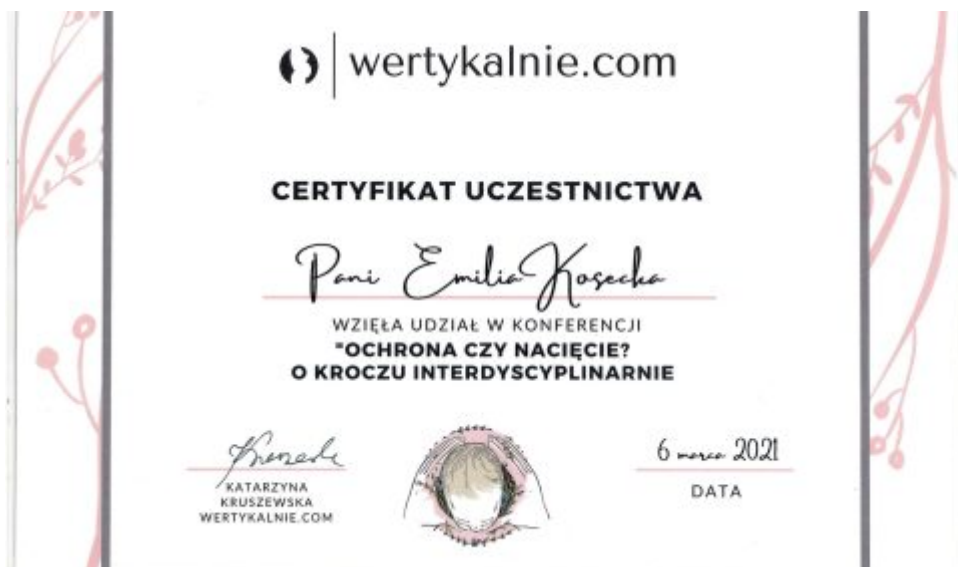 wertykalnie.com
CERTYFIKAT UCZESTNICTWA
Pani Emilia Kosecka
WZIĘŁA UDZIAŁ W KONFERENCJI
"OCHRONA CZY NACIĘCIE?
O KROCZU INTERDYSCYPLINARNIE
6 marca 2021
KATARZYNA
KRUSZEWSKA
WERTYKALNIE.COM
DATA